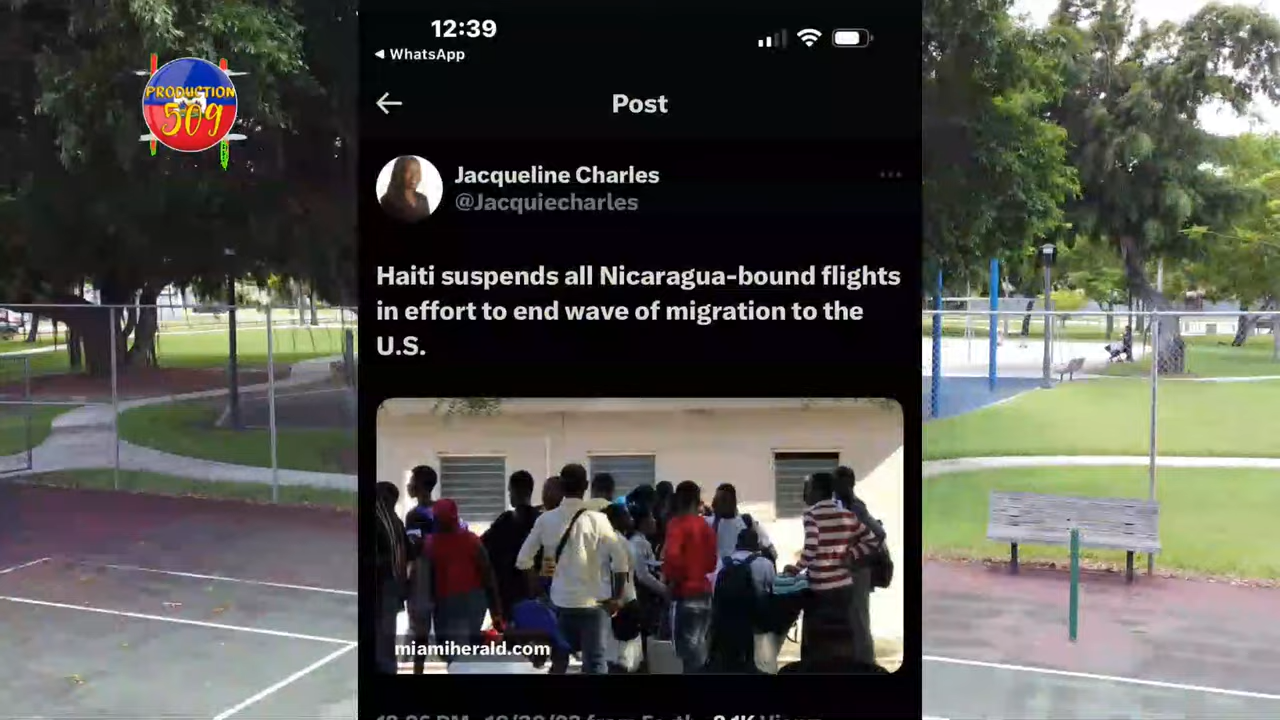 12:39
◄ WhatsApp
PRODUCTION
509
Post
Jacqueline Charles
@Jacquiecharles
Haiti suspends all Nicaragua-bound flights
in effort to end wave of migration to the
U.S.
miamiherald.com